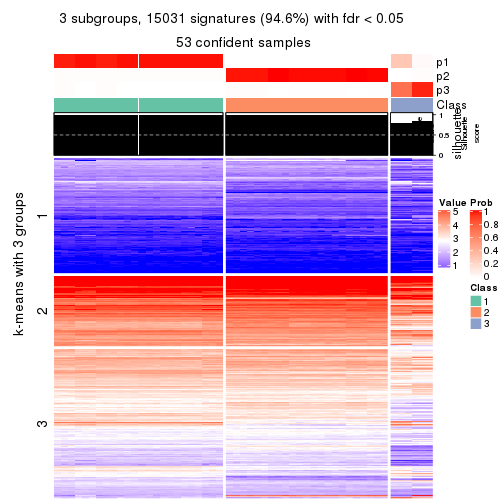 3 subgroups, 15031 signatures (94.6%) with fdr < 0.05
53 confident samples
p1
p2
p3
Class
1
0.5
0
silhouette
Silhouette
score
k-means with 3 groups
1
2
3
Value
5
4
3
2
1
Prob
1
0.8
0.6
0.4
0.2
0
Class
1
2
3